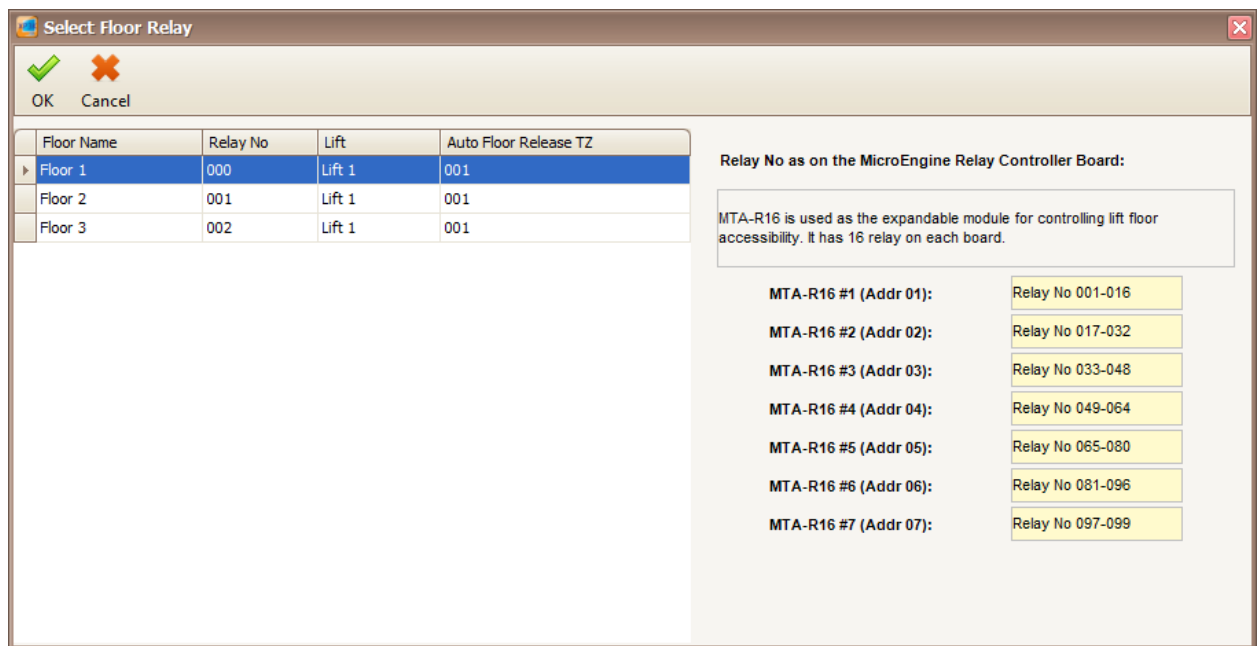 Select Floor Relay
OK Cancel
Floor Name Relay No Lift Auto Floor Release TZ
Floor 1 000 Lift 1 001
Floor 2 001 Lift 1 001
Floor 3 002 Lift 1 001
Relay No as on the MicroEngine Relay Controller Board:
MTA-R16 is used as the expandable module for controlling lift floor
accessibility. It has 16 relay on each board.
MTA-R16 #1 (Addr 01): Relay No 001-016
MTA-R16 #2 (Addr 02): Relay No 017-032
MTA-R16 #3 (Addr 03): Relay No 033-048
MTA-R16 #4 (Addr 04): Relay No 049-064
MTA-R16 #5 (Addr 05): Relay No 065-080
MTA-R16 #6 (Addr 06): Relay No 081-096
MTA-R16 #7 (Addr 07): Relay No 097-099